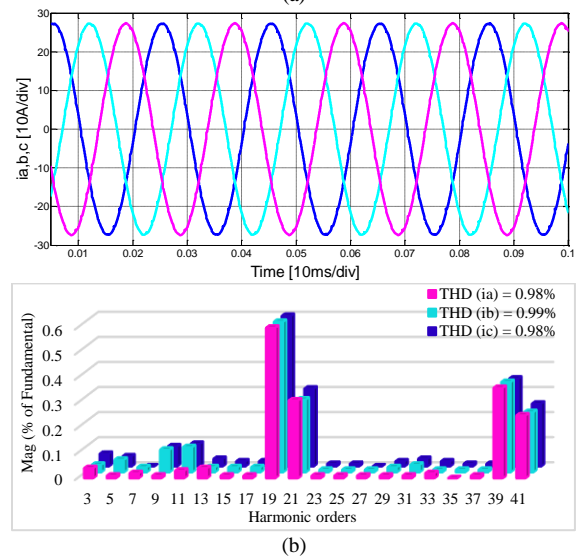 (a)
30
20
10
0
-10
-20
-30
ia,b,c [10A/div]
0.01 0.02 0.03 0.04 0.05 0.06 0.07 0.08 0.09 0.1
Time [10ms/div]
THD (ia) = 0.98%
THD (ib) = 0.99%
THD (ic) = 0.98%
0.6
0.5
0.4
0.3
0.2
0.1
0
Mag (% of Fundamental)
3 5 7 9 11 13 15 17 19 21 23 25 27 29 31 33 35 37 39 41
Harmonic orders
(b)